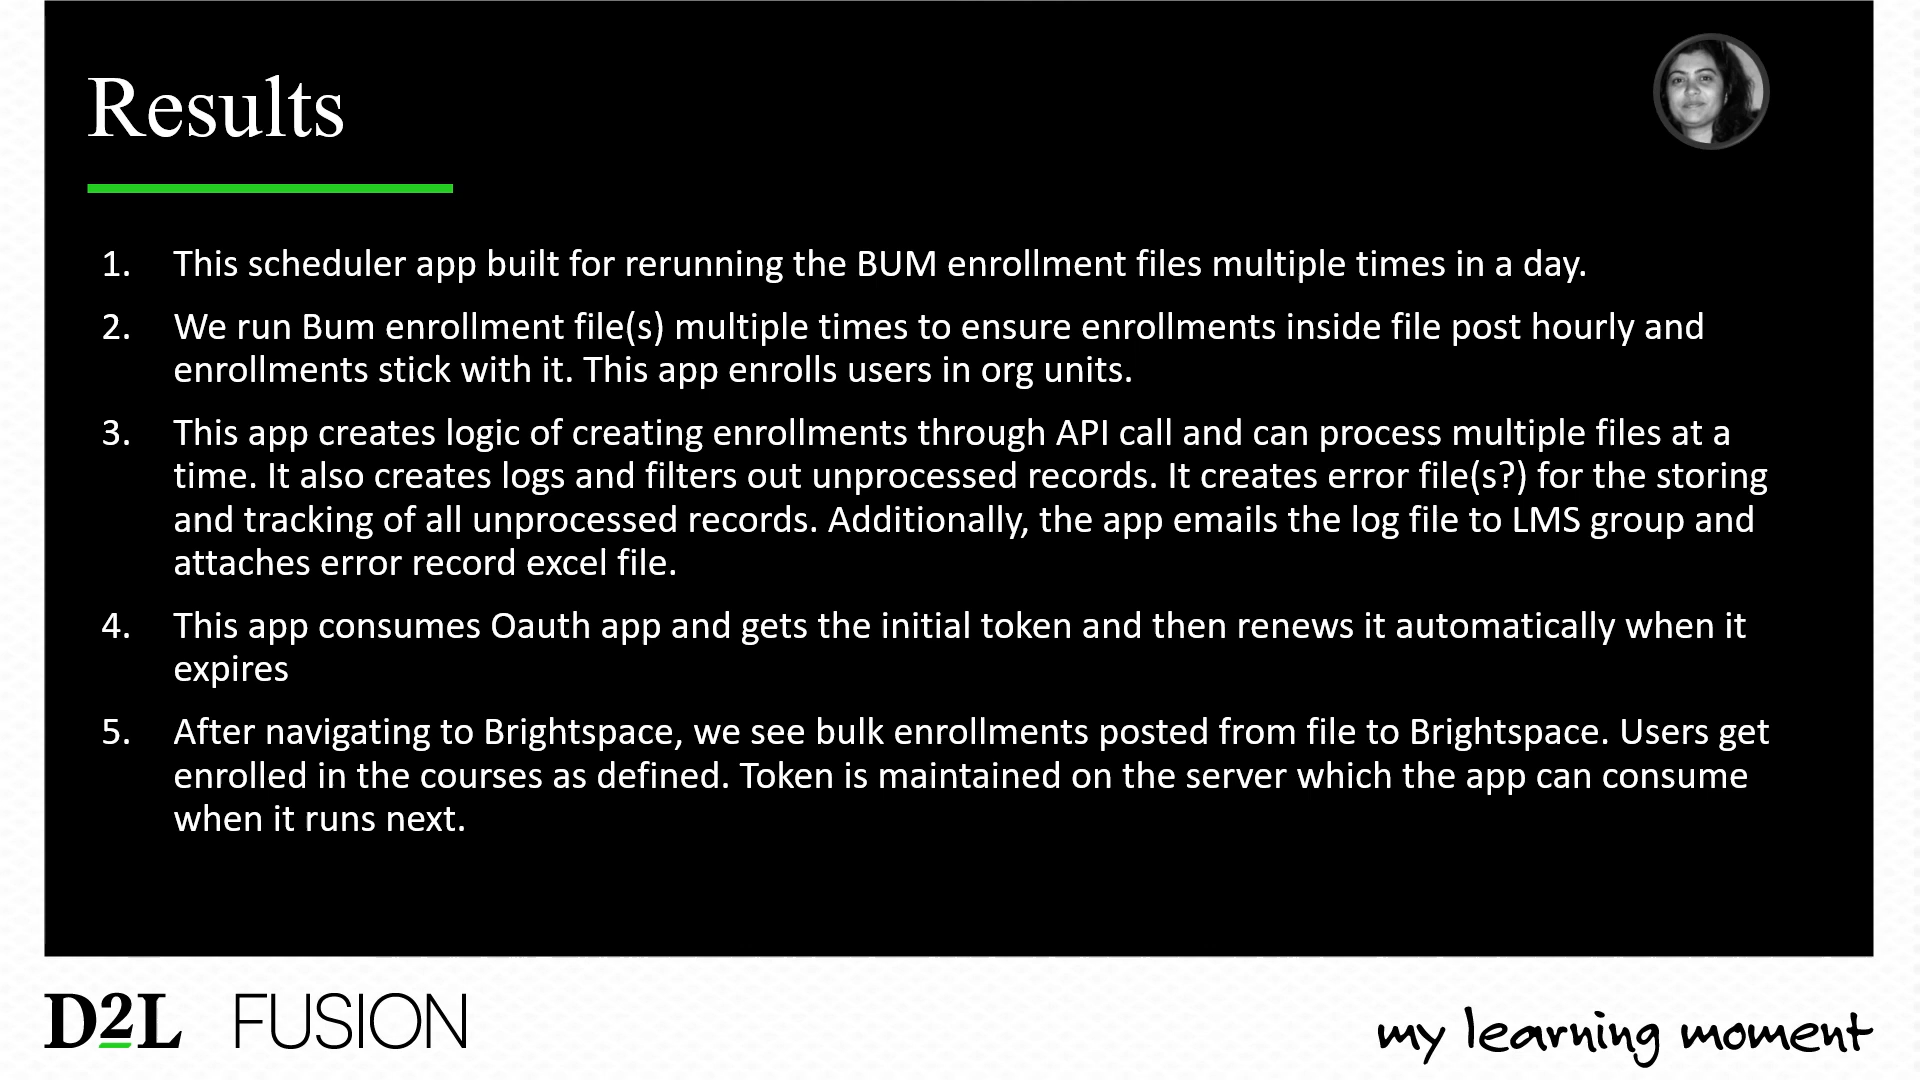 Results
1. This scheduler app built for rerunning the BUM enrollment files multiple times in a day.
2. We run Bum enrollment file(s) multiple times to ensure enrollments inside file post hourly and
enrollments stick with it. This app enrolls users in org units.
3. This app creates logic of creating enrollments through API call and can process multiple files at a
time. It also creates logs and filters out unprocessed records. It creates error file(s?) for the storing
and tracking of all unprocessed records. Additionally, the app emails the log file to LMS group and
attaches error record excel file.
4. This app consumes Oauth app and gets the initial token and then renews it automatically when it
expires
5. After navigating to Brightspace, we see bulk enrollments posted from file to Brightspace. Users get
enrolled in the courses as defined. Token is maintained on the server which the app can consume
when it runs next.
D2L FUSION
my learning moment